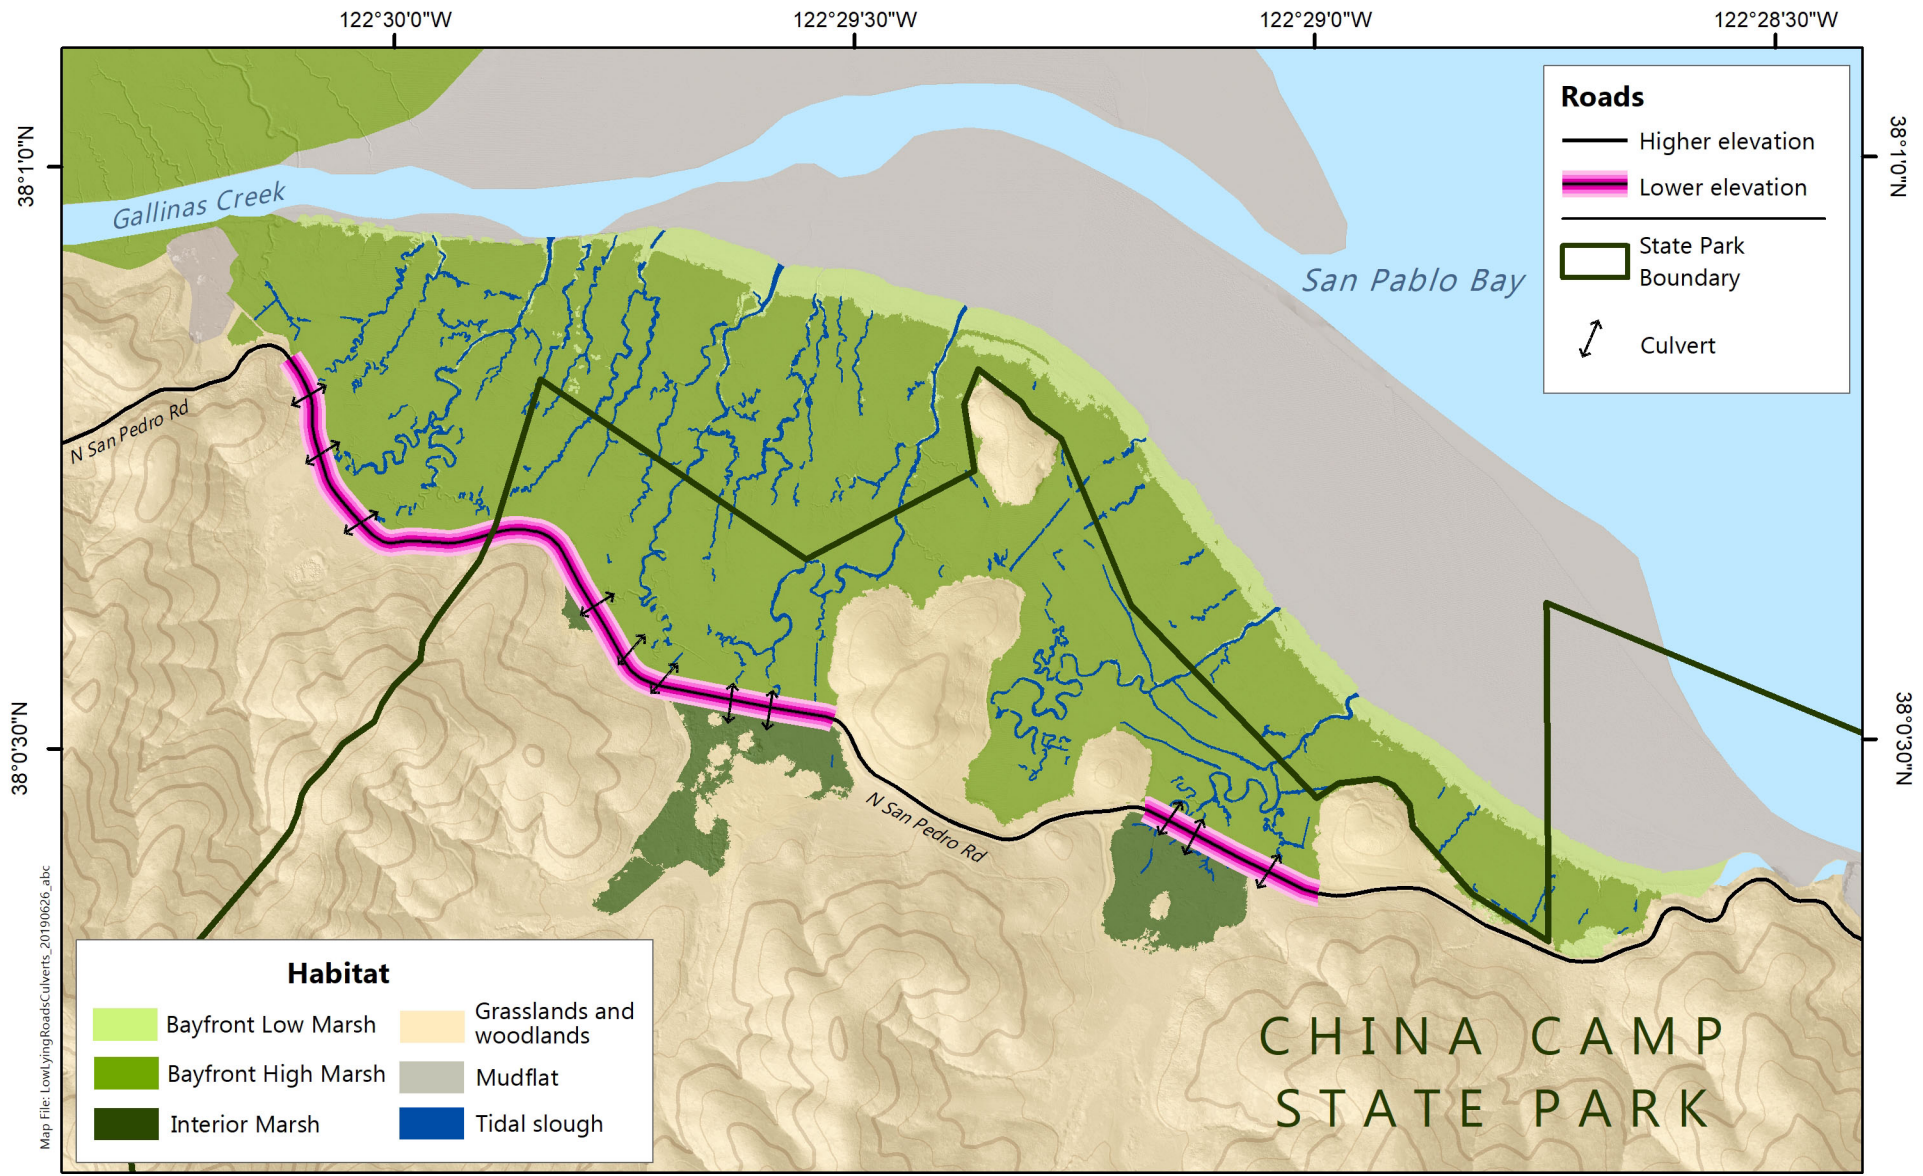 122°30'0"W
122°29'30"W
122°29'0"W
122°28'30"W
38°1'0"N
38°1'0"N
Roads
Higher elevation
Lower elevation
State Park
Boundary
Culvert
Gallinas Creek
San Pablo Bay
N San Pedro Rd
38°0'30"N
38°0'30"N
N San Pedro Rd
Map File: LowLyingRoadsCulverts_20190626_abc
Habitat
Bayfront Low Marsh
Bayfront High Marsh
Interior Marsh
Grasslands and
woodlands
Mudflat
Tidal slough
CHINA CAMP
STATE PARK